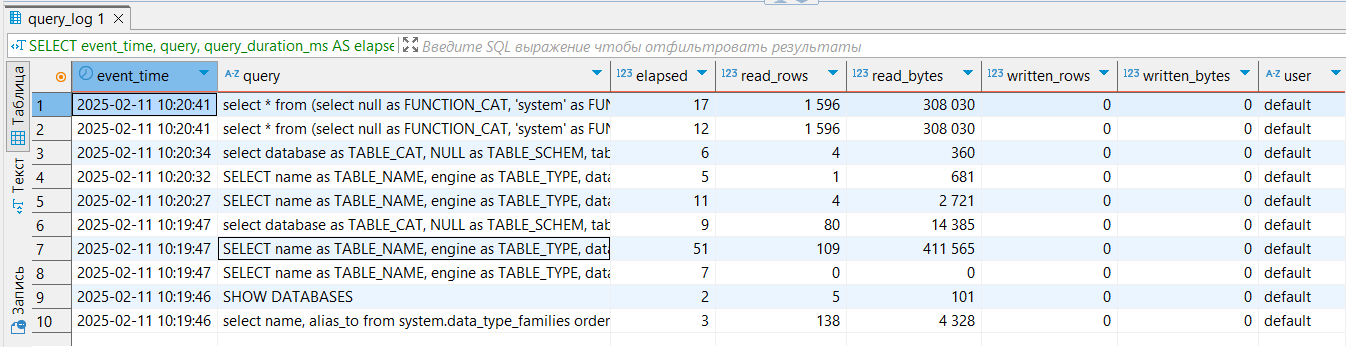 query_log 1
SELECT event_time, query, query_duration_ms AS elapse
Введите SQL выражение чтобы отфильтровать результаты
Таблица
Текст
Запись
event_time A-Z query 123 elapsed 123 read_rows 123 read_bytes 123 written_rows 123 written_bytes A-Z user
1 2025-02-11 10:20:41 select * from (select null as FUNCTION_CAT, 'system' as FUN 17 1 596 308 030 0 0 default
2 2025-02-11 10:20:41 select * from (select null as FUNCTION_CAT, 'system' as FUN 12 1 596 308 030 0 0 default
3 2025-02-11 10:20:34 select database as TABLE_CAT, NULL as TABLE_SCHEM, tab 6 4 360 0 0 default
4 2025-02-11 10:20:32 SELECT name as TABLE_NAME, engine as TABLE_TYPE, data 5 1 681 0 0 default
5 2025-02-11 10:20:27 SELECT name as TABLE_NAME, engine as TABLE_TYPE, data 11 4 2 721 0 0 default
6 2025-02-11 10:19:47 select database as TABLE_CAT, NULL as TABLE_SCHEM, tab 9 80 14 385 0 0 default
7 2025-02-11 10:19:47 SELECT name as TABLE_NAME, engine as TABLE_TYPE, data 51 109 411 565 0 0 default
8 2025-02-11 10:19:47 SELECT name as TABLE_NAME, engine as TABLE_TYPE, data 7 0 0 0 0 default
9 2025-02-11 10:19:46 SHOW DATABASES 2 5 101 0 0 default
10 2025-02-11 10:19:46 select name, alias_to from system.data_type_families order 3 138 4 328 0 0 default